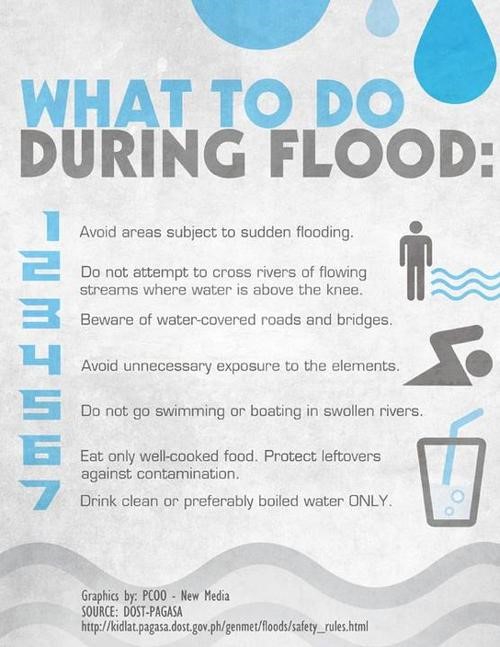 WHAT TO DO
DURING FLOOD:
1 Avoid areas subject to sudden flooding.
2 Do not attempt to cross rivers of flowing
streams where water is above the knee.
3 Beware of water-covered roads and bridges.
4 Avoid unnecessary exposure to the elements.
5 Do not go swimming or boating in swollen rivers.
6 Eat only well-cooked food. Protect leftovers
against contamination.
7 Drink clean or preferably boiled water ONLY.
Graphics by: PCOO - New Media
SOURCE: DOST-PAGASA
http://kidlat.pagasa.dost.gov.ph/genmet/floods/safety_rules.html